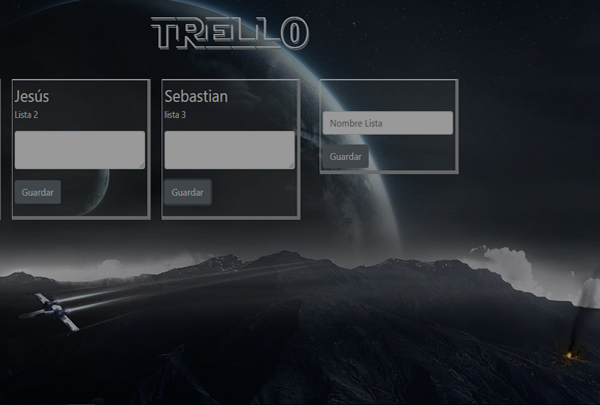 TRELLO
Jesús
Lista 2
Guardar
Sebastian
lista 3
Guardar
Nombre Lista
Guardar